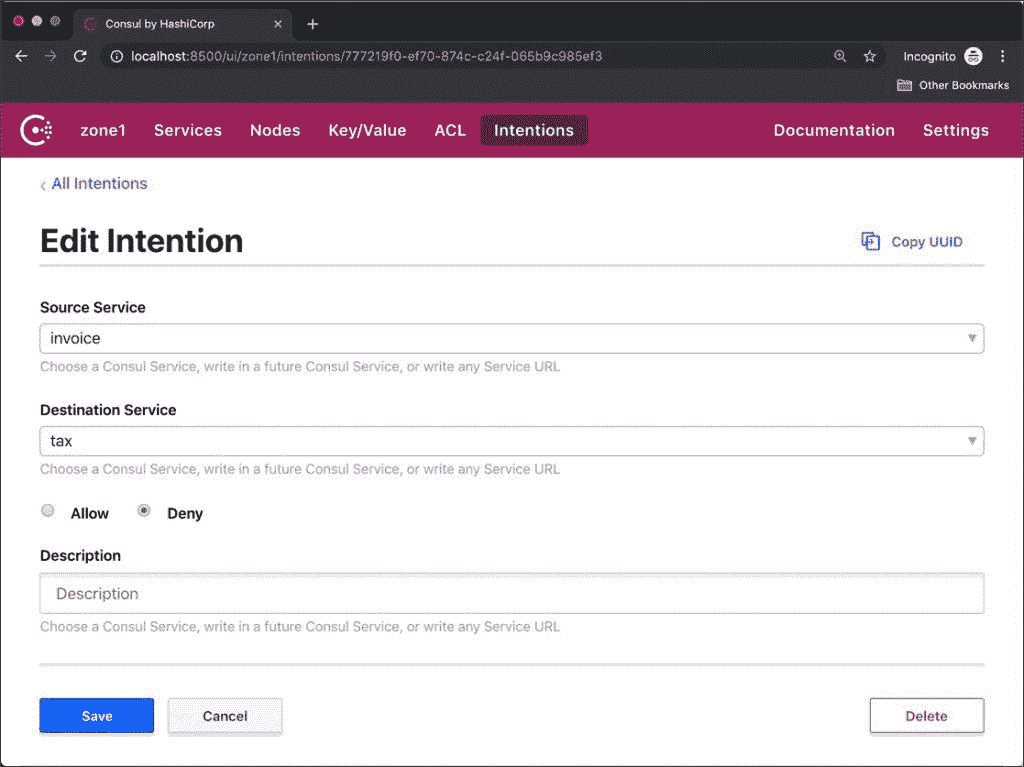 Consul by HashiCorp
localhost:8500/ui/zone1/intentions/777219f0-ef70-874c-c24f-065b9c985ef3
Incognito
Other Bookmarks
zone1 Services Nodes Key/Value ACL Intentions Documentation Settings
All Intentions
Edit Intention
Copy UUID
Source Service
invoice
Choose a Consul Service, write in a future Consul Service, or write any Service URL
Destination Service
tax
Choose a Consul Service, write in a future Consul Service, or write any Service URL
Allow Deny
Description
Description
Choose a Consul Service, write in a future Consul Service, or write any Service URL
Save Cancel Delete